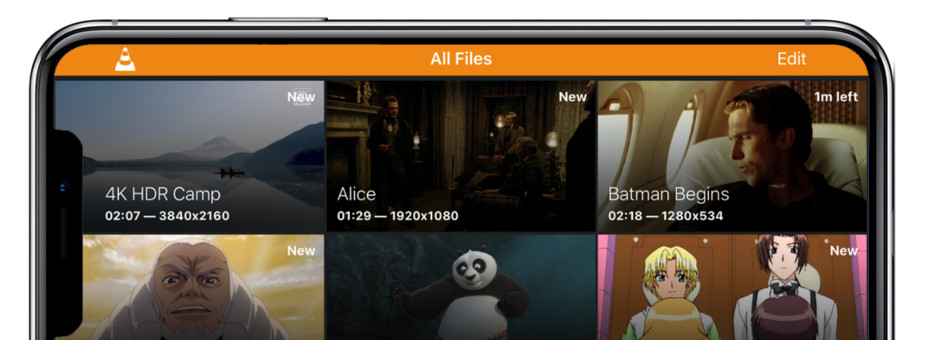 All Files
Edit
New
New
1m left
4K HDR Camp
Alice
Batman Begins
02:07 — 3840x2160
01:29 — 1920x1080
02:18 — 1280x534
New
New